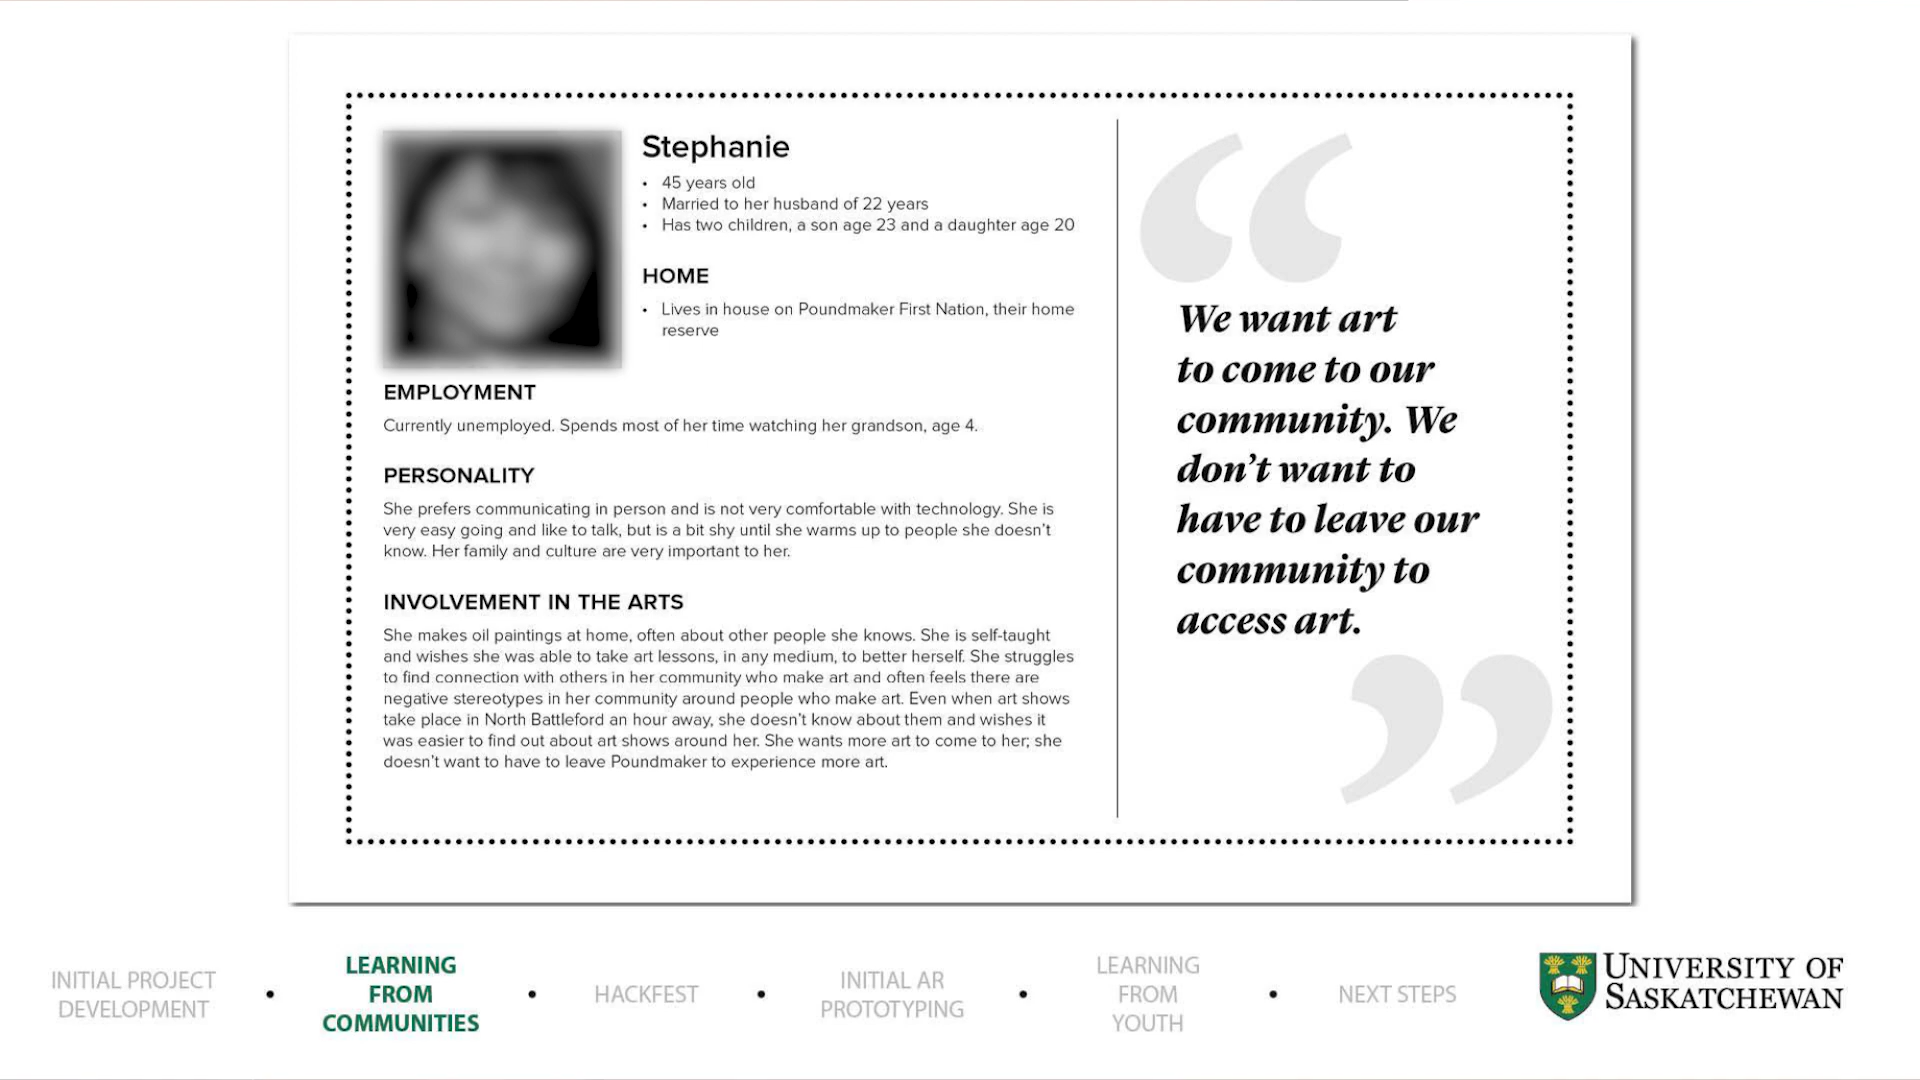 Stephanie
• 45 years old
• Married to her husband of 22 years
• Has two children, a son age 23 and a daughter age 20
HOME
• Lives in house on Poundmaker First Nation, their home
reserve
EMPLOYMENT
Currently unemployed. Spends most of her time watching her grandson, age 4.
PERSONALITY
She prefers communicating in person and is not very comfortable with technology. She is
very easy going and like to talk, but is a bit shy until she warms up to people she doesn't
know. Her family and culture are very important to her.
INVOLVEMENT IN THE ARTS
She makes oil paintings at home, often about other people she knows. She is self-taught
and wishes she was able to take art lessons, in any medium, to better herself. She struggles
to find connection with others in her community who make art and often feels there are
negative stereotypes in her community around people who make art. Even when art shows
take place in North Battleford an hour away, she doesn't know about them and wishes it
was easier to find out about art shows around her. She wants more art to come to her; she
doesn't want to have to leave Poundmaker to experience more art.
“
We want art
to come to our
community. We
don't want to
have to leave our
community to
access art.
”
INITIAL PROJECT
DEVELOPMENT
•
LEARNING
FROM
COMMUNITIES
•
HACKFEST
•
INITIAL AR
PROTOTYPING
•
LEARNING
FROM
YOUTH
•
NEXT STEPS
UNIVERSITY OF
SASKATCHEWAN